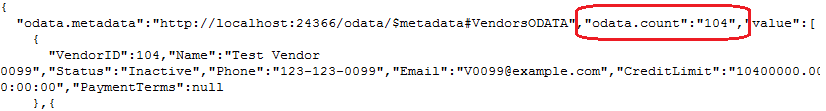 {
"odata.metadata":"http://localhost:24366/odata/$metadata#VendorsODATA","odata.count":"104","value":[
{
"VendorID":104,"Name":"Test Vendor
0099","Status":"Inactive","Phone":"123-123-0099","Email":"V0099@example.com","CreditLimit":"10400000.00
0:00:00","PaymentTerms":null
},{